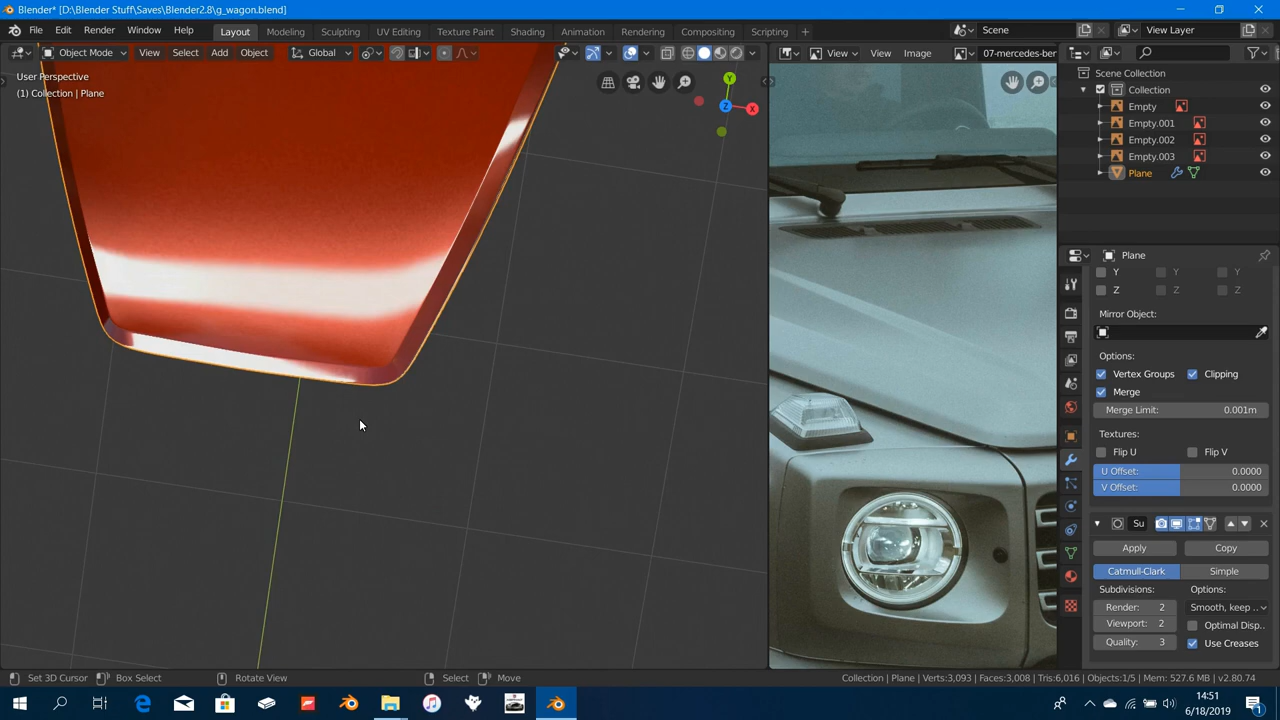 Blender* [D:\Blender Stuff\Saves\Blender2.8\g_wagon.blend]
File Edit Render Window Help
Layout Modeling Sculpting UV Editing Texture Paint Shading Animation Rendering Compositing Scripting +
Scene
View Layer
Object Mode View Select Add Object Global
View View Image 07-mercedes-ber
User Perspective
(1) Collection | Plane
Y
X
Z
Scene Collection
Collection
Empty
Empty.001
Empty.002
Empty.003
Plane
Plane
Y
Z
Mirror Object:
Options:
Vertex Groups Clipping
Merge
Merge Limit: 0.001m
Textures:
Flip U Flip V
U Offset: 0.0000
V Offset: 0.0000
Su
Apply Copy
Catmull-Clark Simple
Subdivisions: Options:
Render: 2 Smooth, keep ..
Viewport: 2 Optimal Disp..
Quality: 3 Use Creases
Set 3D Cursor Box Select Rotate View Select Move
Collection | Plane | Verts:3,093 | Faces:3,008 | Tris:6,016 | Objects:1/5 | Mem: 527.6 MB | v2.80.74
14:51
6/18/2019